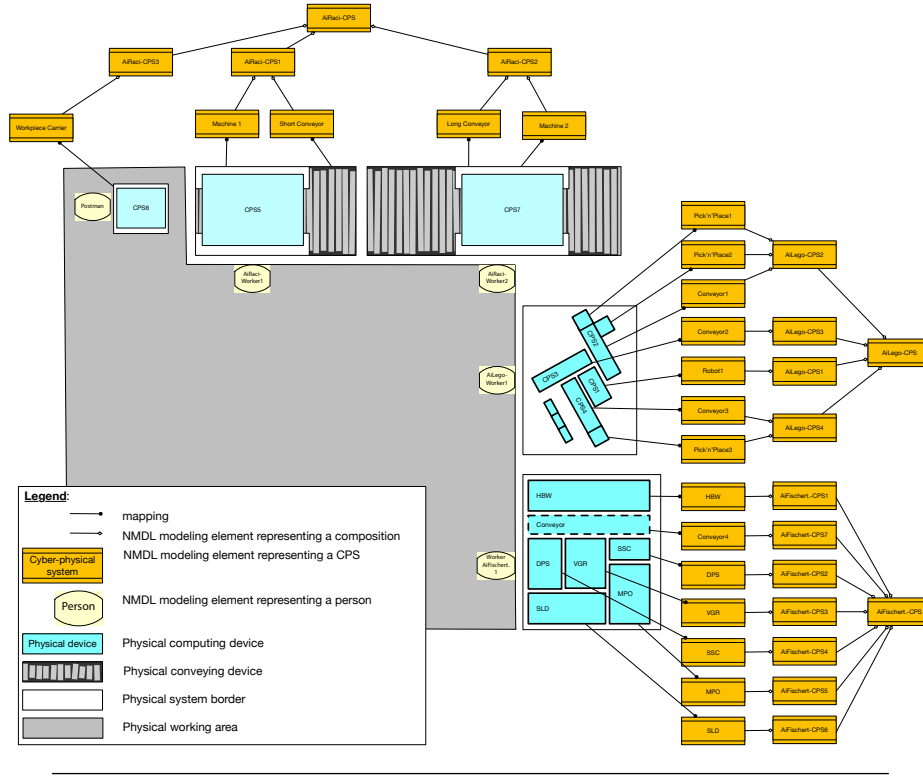 AiRaci-CPS
AiRaci-CPS3
AiRaci-CPS1
AiRaci-CPS2
Workpiece Carrier
Machine 1
Short Conveyor
Long Conveyor
Machine 2
Postman
CPS6
CPS5
CPS7
AiRaci-
Worker1
AiRaci-
Worker2
AiLego-
Worker1
Worker
AiFischert.
1
CPS2
CPS3
CPS1
CPS4
Pick'n'Place1
Pick'n'Place2
Conveyor1
Conveyor2
Robot1
Conveyor3
Pick'n'Place3
AiLego-CPS2
AiLego-CPS3
AiLego-CPS1
AiLego-CPS4
AiLego-CPS
HBW
Conveyor
DPS
VGR
SSC
MPO
SLD
HBW
Conveyor4
DPS
VGR
SSC
MPO
SLD
AiFischert.-CPS1
AiFischert-CPS7
AiFischert-CPS2
AiFischert-CPS3
AiFischert-CPS4
AiFischert-CPS5
AiFischert-CPS6
AiFischert.-CPS
Legend:
mapping
NMDL modeling element representing a composition
Cyber-physical
system
NMDL modeling element representing a CPS
Person
NMDL modeling element representing a person
Physical device
Physical computing device
Physical conveying device
Physical system border
Physical working area